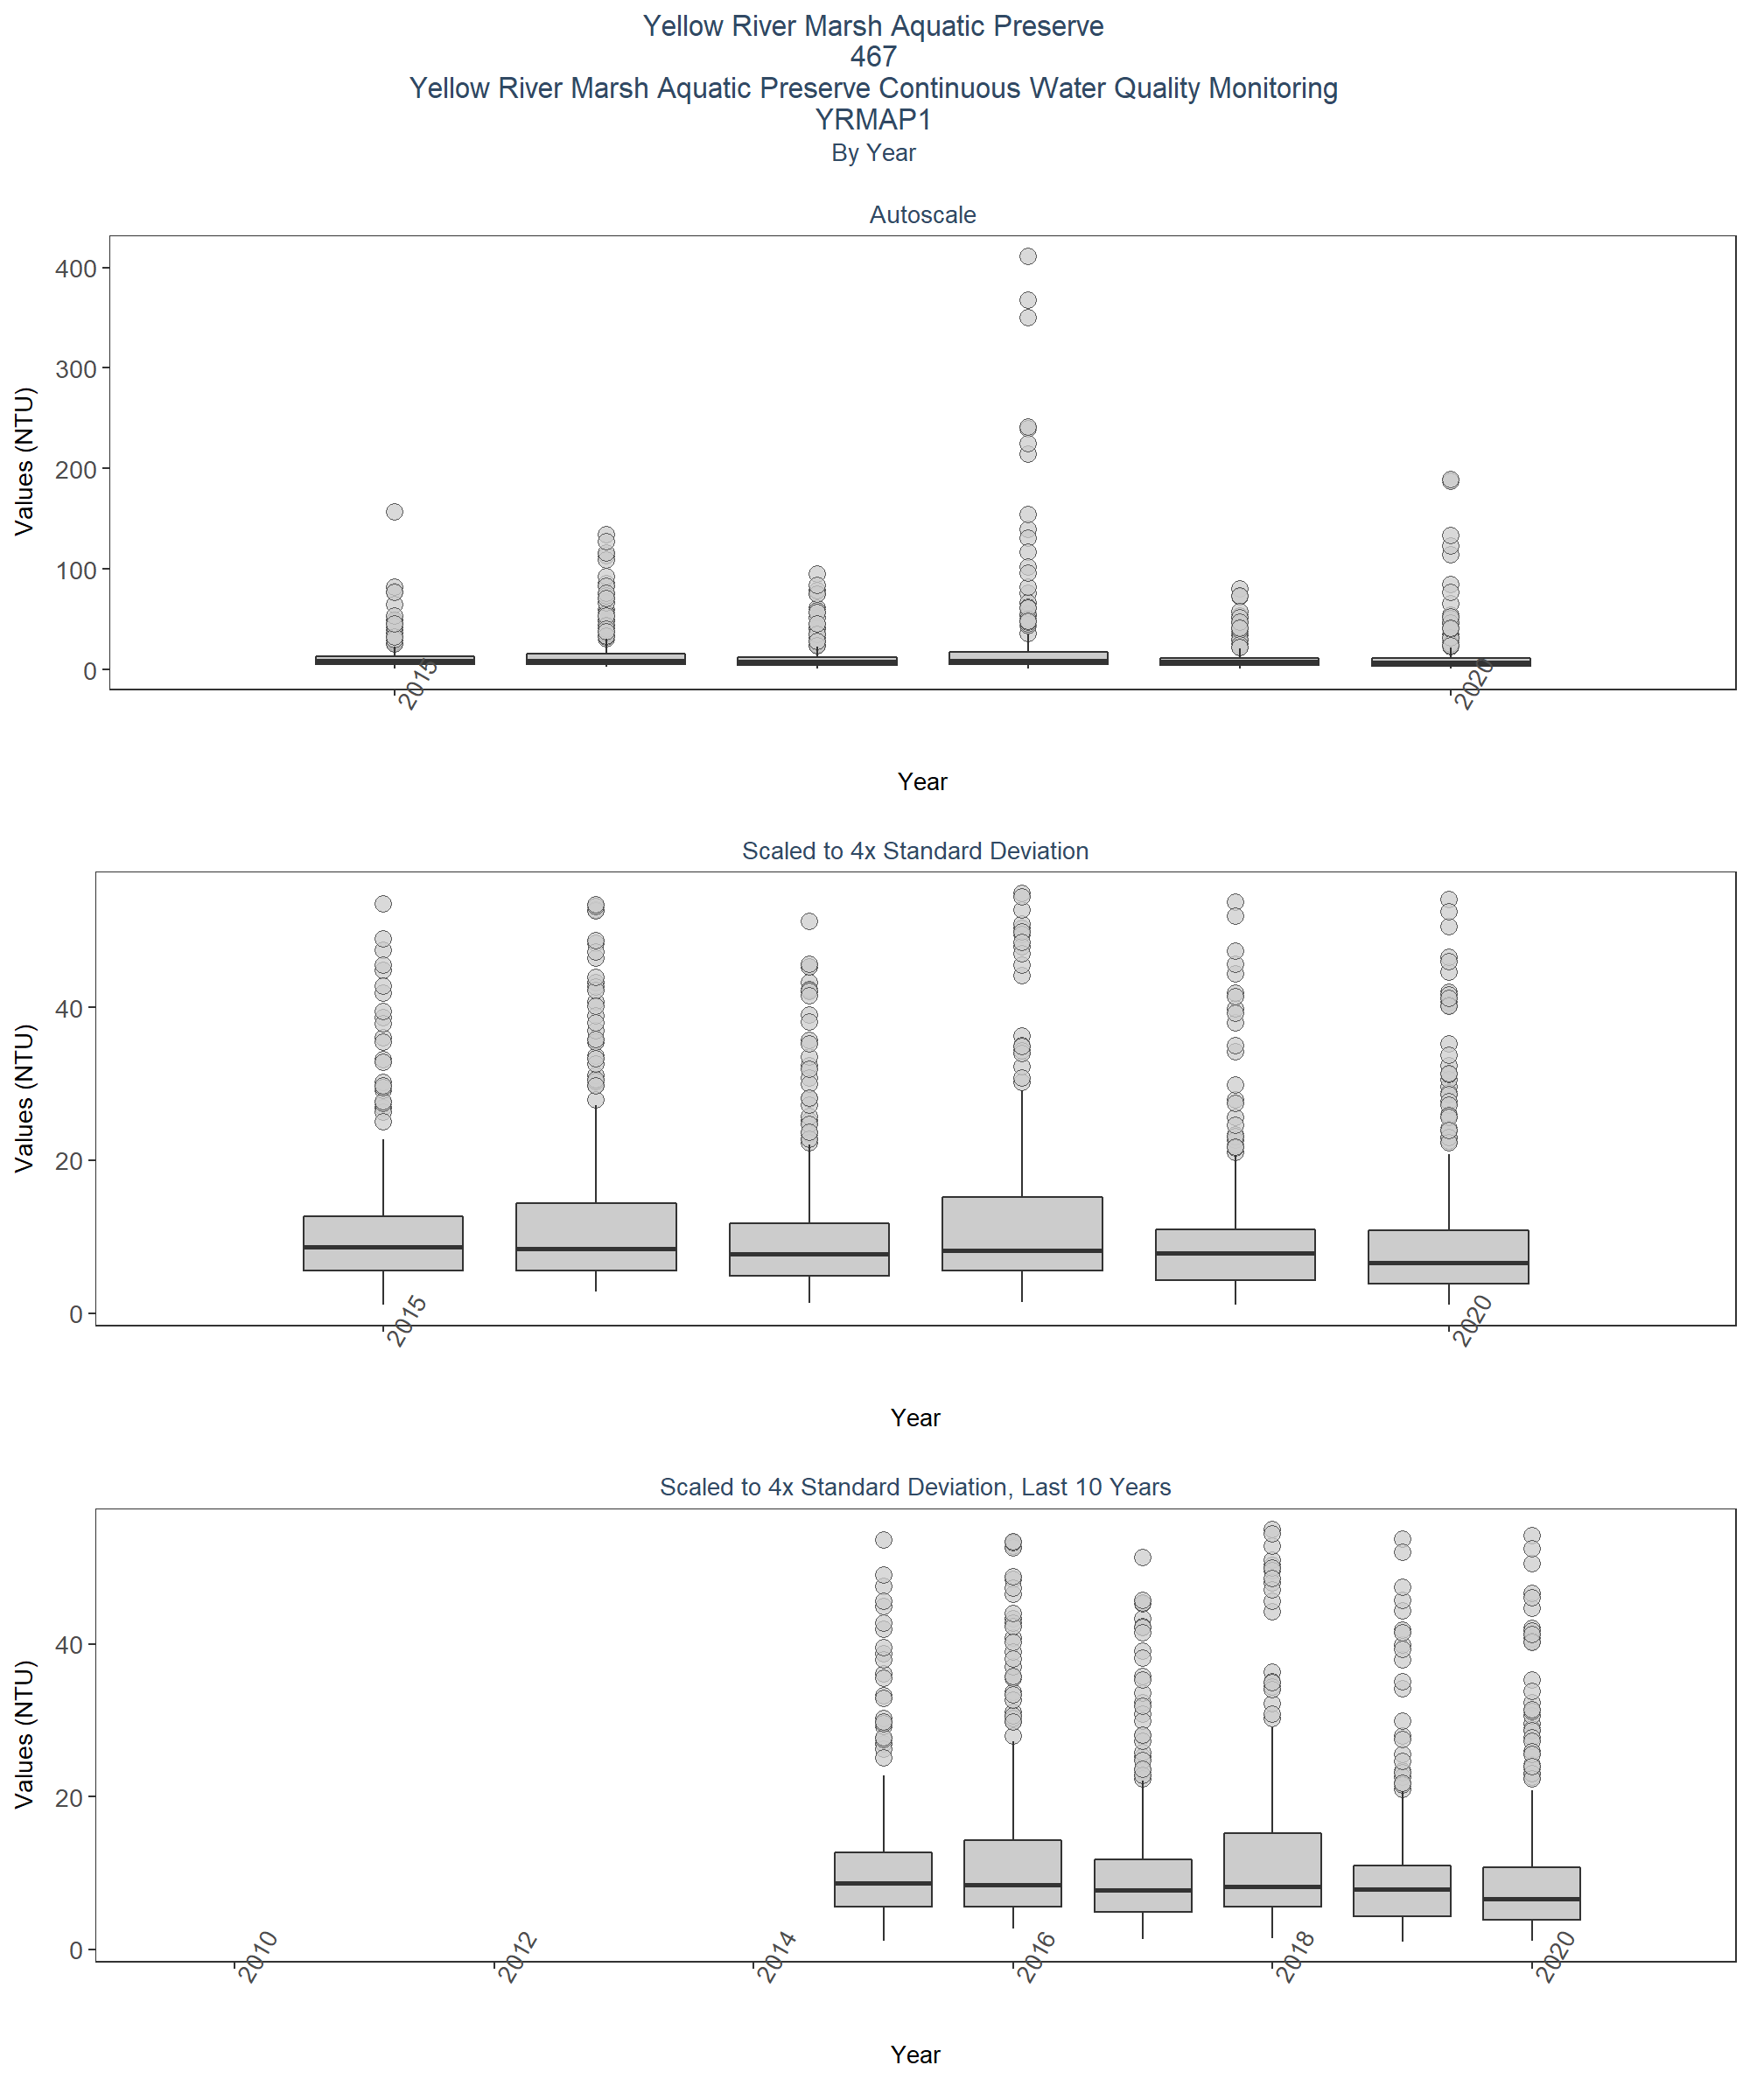 Yellow River Marsh Aquatic Preserve
467
Yellow River Marsh Aquatic Preserve Continuous Water Quality Monitoring
YRMAP1
By Year
Autoscale
Values (NTU)
400
300
200
100
0
2015
2020
Year
Scaled to 4x Standard Deviation
Values (NTU)
40
20
0
2015
2020
Year
Scaled to 4x Standard Deviation, Last 10 Years
Values (NTU)
40
20
0
2010
2012
2014
2016
2018
2020
Year